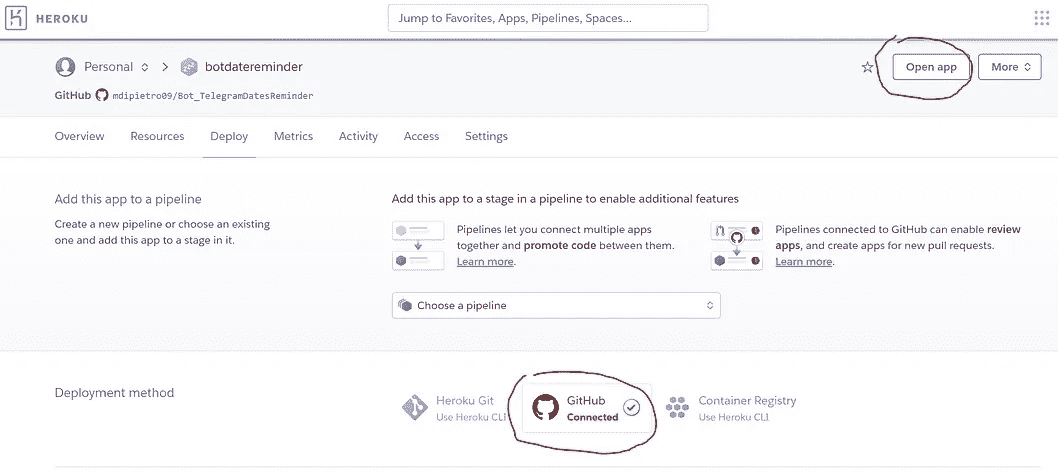 HEROKU
Jump to Favorites, Apps, Pipelines, Spaces...
Personal
botdatereminder
Open app
More
GitHub mdipietro09/Bot_TelegramDatesReminder
Overview Resources Deploy Metrics Activity Access Settings
Add this app to a pipeline
Create a new pipeline or choose an existing
one and add this app to a stage in it.
Add this app to a stage in a pipeline to enable additional features
Pipelines let you connect multiple apps
together and promote code between them.
Learn more.
Pipelines connected to GitHub can enable review
apps, and create apps for new pull requests.
Learn more.
Choose a pipeline
Deployment method
Heroku Git
Use Heroku CLI
GitHub
Connected
Container Registry
Use Heroku CLI